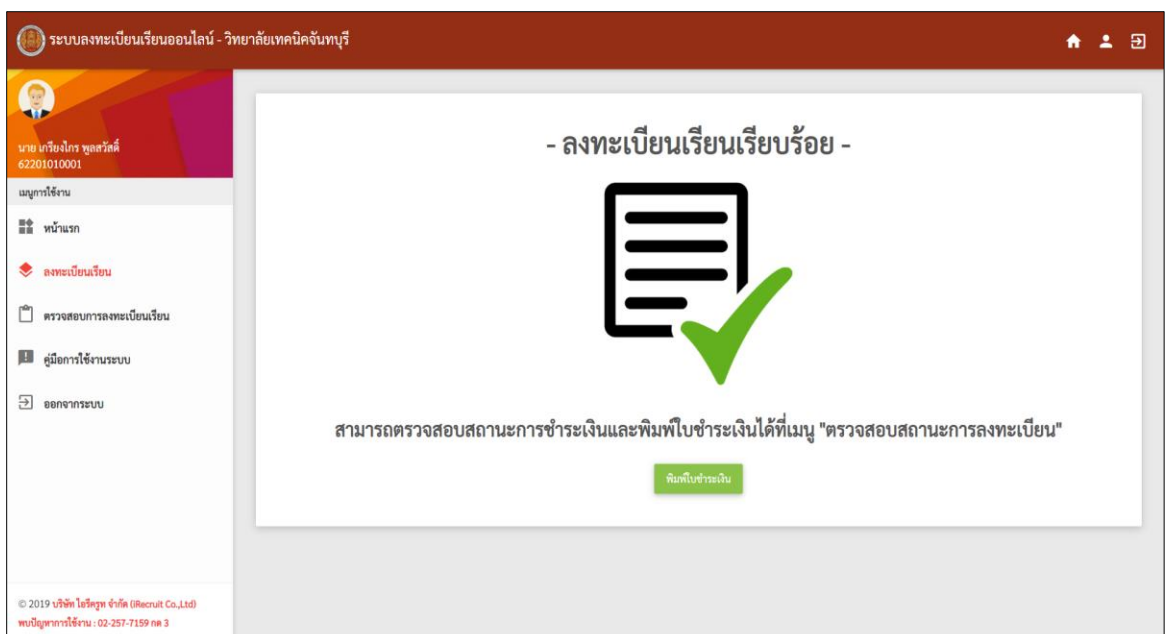 ระบบลงทะเบียนเรียนออนไลน์ - วิทยาลัยเทคนิคจันทบุรี
นาย เกรียงไกร พูลสวัสดิ์
62201010001
เมนูการใช้งาน
หน้าแรก
ลงทะเบียนเรียน
ตรวจสอบการลงทะเบียนเรียน
คู่มือการใช้งานระบบ
ออกจากระบบ
© 2019 บริษัท ไอรีครูท จำกัด (iRecruit Co.,Ltd)
พบปัญหาการใช้งาน : 02-257-7159 กด 3
- ลงทะเบียนเรียนเรียบร้อย -
สามารถตรวจสอบสถานะการชำระเงินและพิมพ์ใบชำระเงินได้ที่เมนู "ตรวจสอบสถานะการลงทะเบียน"
พิมพ์ใบชำระเงิน